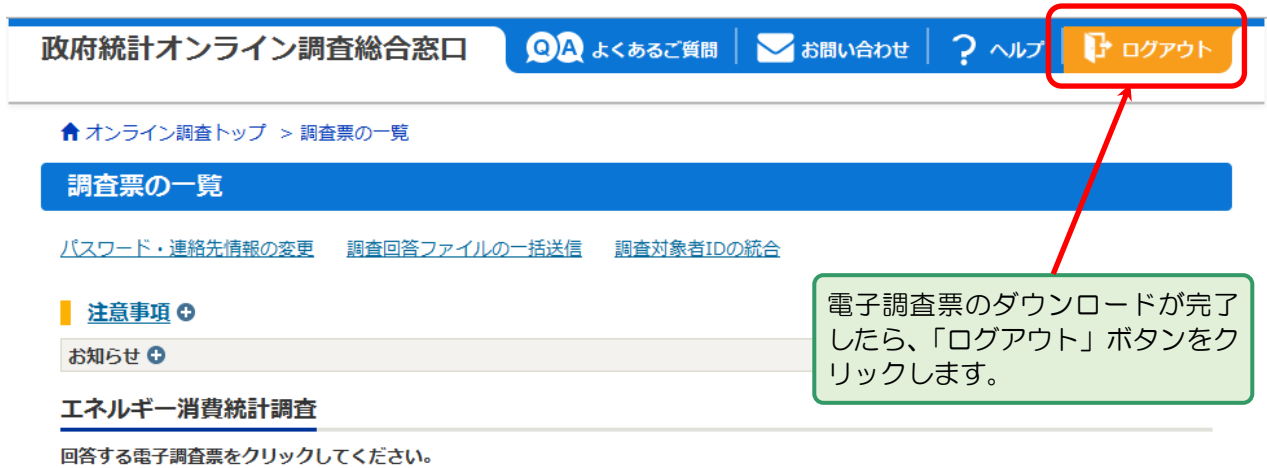 政府統計オンライン調査総合窓口
QA よくあるご質問
お問い合わせ
? ヘルプ
ログアウト
オンライン調査トップ > 調査票の一覧
調査票の一覧
パスワード・連絡先情報の変更 調査回答ファイルの一括送信 調査対象者IDの統合
注意事項
お知らせ
電子調査票のダウンロードが完了
したら、「ログアウト」ボタンをク
リックします。
エネルギー消費統計調査
回答する電子調査票をクリックしてください。